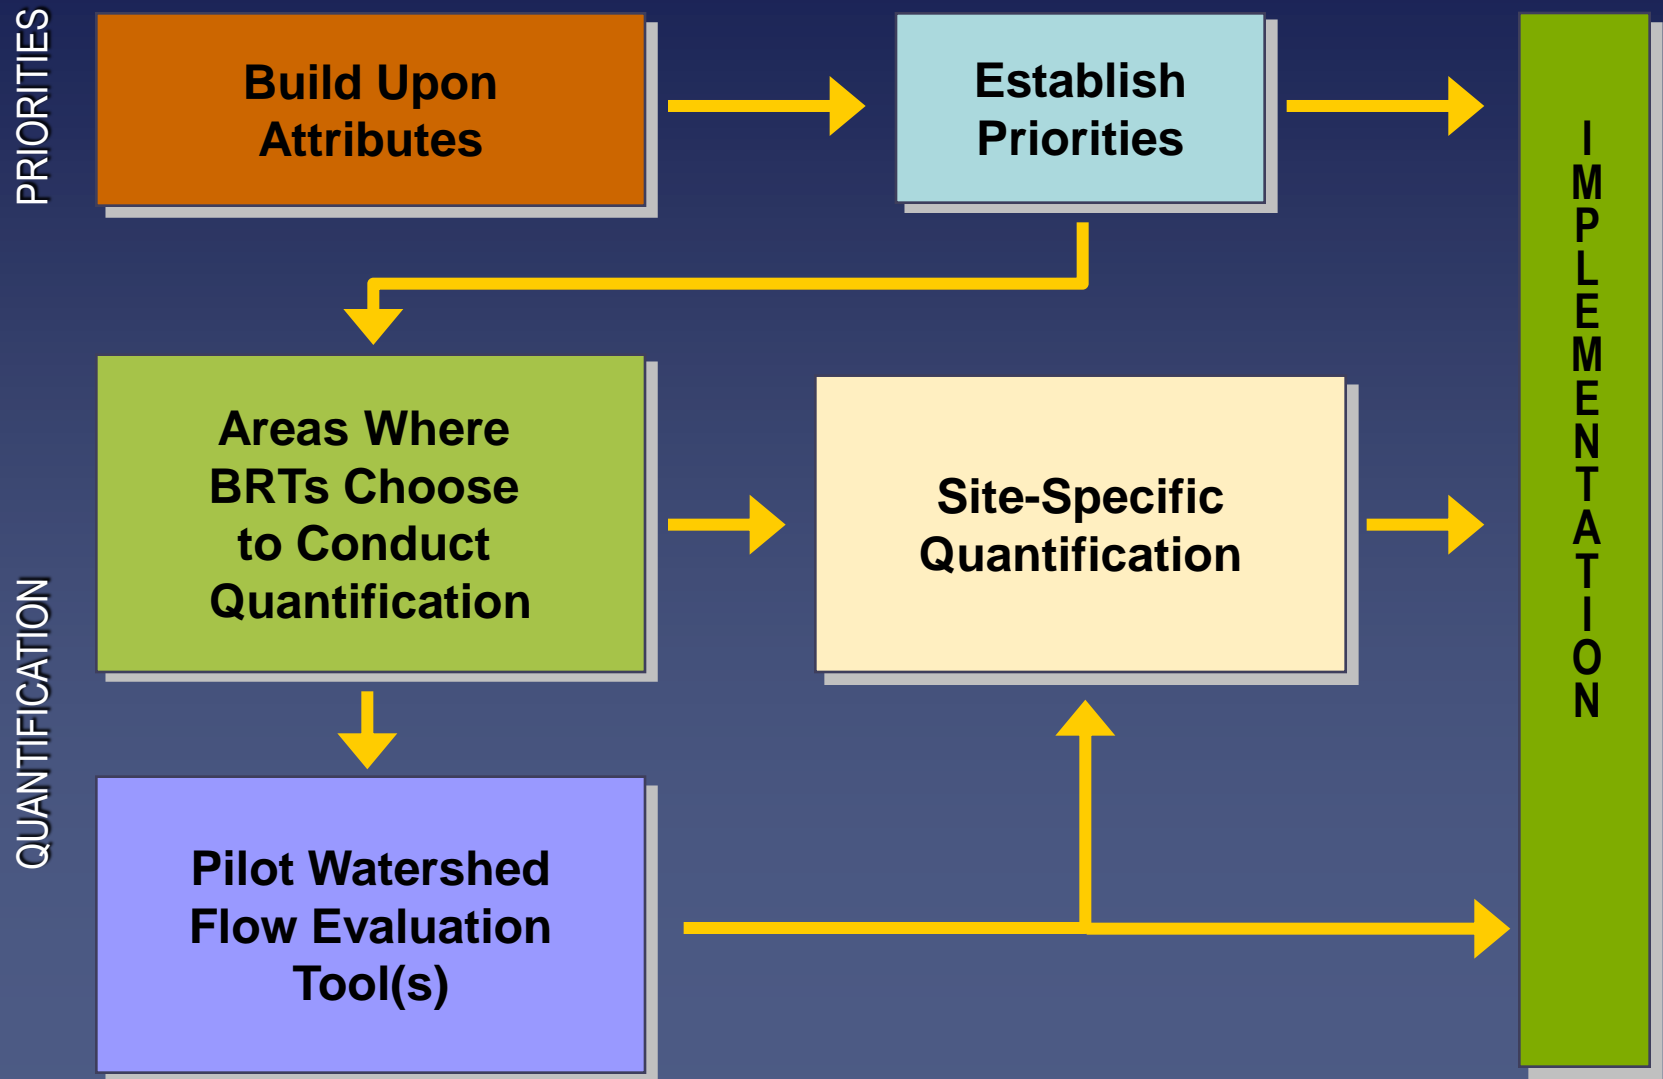 PRIORITIES
Build Upon
Attributes
Establish
Priorities
I
M
P
L
E
M
E
N
T
A
T
I
O
N
QUANTIFICATION
Areas Where
BRTs Choose
to Conduct
Quantification
Site-Specific
Quantification
Pilot Watershed
Flow Evaluation
Tool(s)